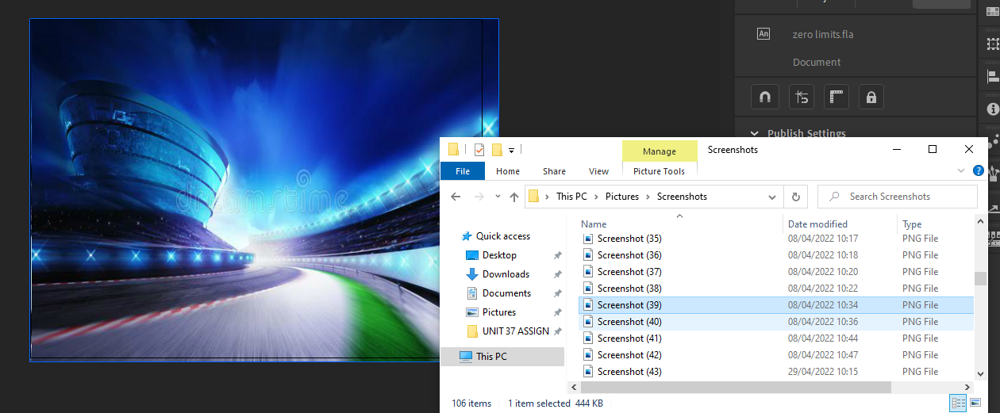 zero limits.fla
An
Document
Publish Settings
dreamstime
Manage
Screenshots
File
Home
Share
View
Picture Tools
This PC
Pictures
Screenshots
Search Screenshots
Name
Date modified
Type
Quick access
Desktop
Downloads
Documents
Pictures
UNIT 37 ASSIGN
This PC
Screenshot (35) 08/04/2022 10:17 PNG File
Screenshot (36) 08/04/2022 10:18 PNG File
Screenshot (37) 08/04/2022 10:20 PNG File
Screenshot (38) 08/04/2022 10:22 PNG File
Screenshot (39) 08/04/2022 10:34 PNG File
Screenshot (40) 08/04/2022 10:36 PNG File
Screenshot (41) 08/04/2022 10:44 PNG File
Screenshot (42) 08/04/2022 10:47 PNG File
Screenshot (43) 29/04/2022 10:15 PNG File
106 items
1 item selected 444 KB